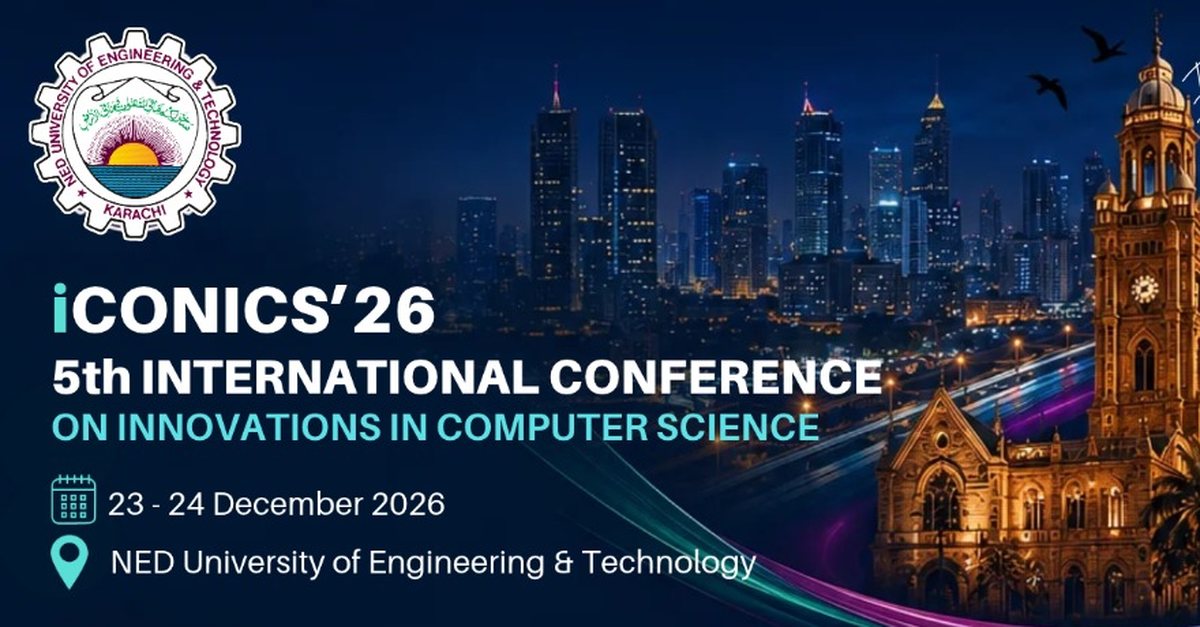 NED UNIVERSITY OF ENGINEERING & TECHNOLOGY
KARACHI
iCONICS’26
5th INTERNATIONAL CONFERENCE
ON INNOVATIONS IN COMPUTER SCIENCE
23 - 24 December 2026
NED University of Engineering & Technology